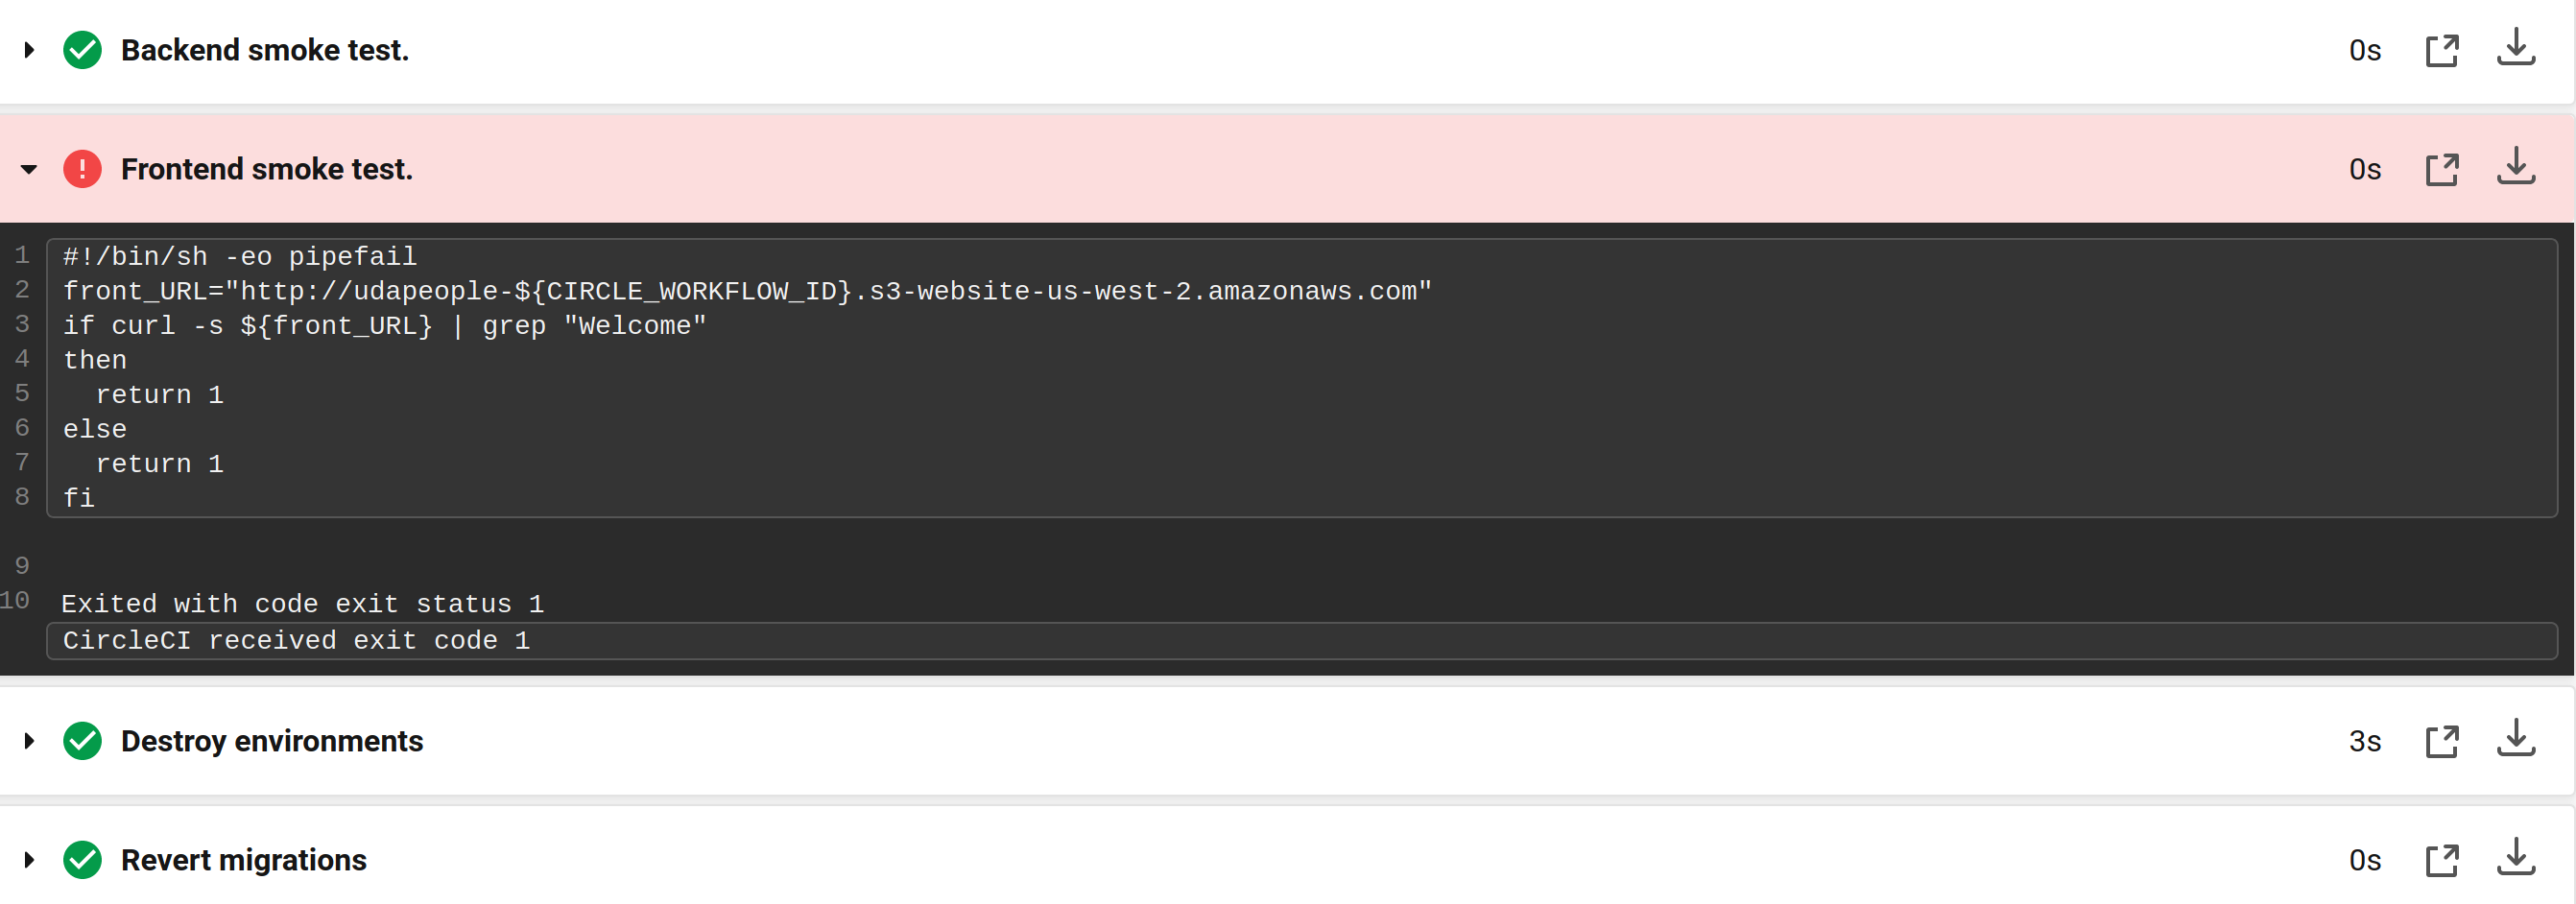 Backend smoke test. 0s
Frontend smoke test. 0s
1 #!/bin/sh -eo pipefail
2 front_URL="http://udapeople-${CIRCLE_WORKFLOW_ID}.s3-website-us-west-2.amazonaws.com"
3 if curl -s ${front_URL} | grep "Welcome"
4 then
5   return 1
6 else
7   return 1
8 fi
9
10 Exited with code exit status 1
CircleCI received exit code 1
Destroy environments 3s
Revert migrations 0s